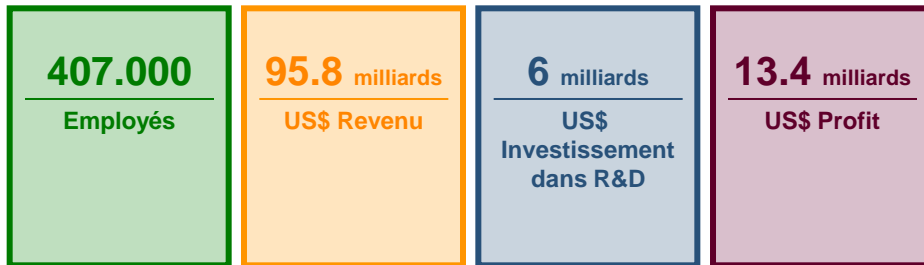 407.000
Employés
95.8 milliards
US$ Revenu
6 milliards
US$
Investissement
dans R&D
13.4 milliards
US$ Profit